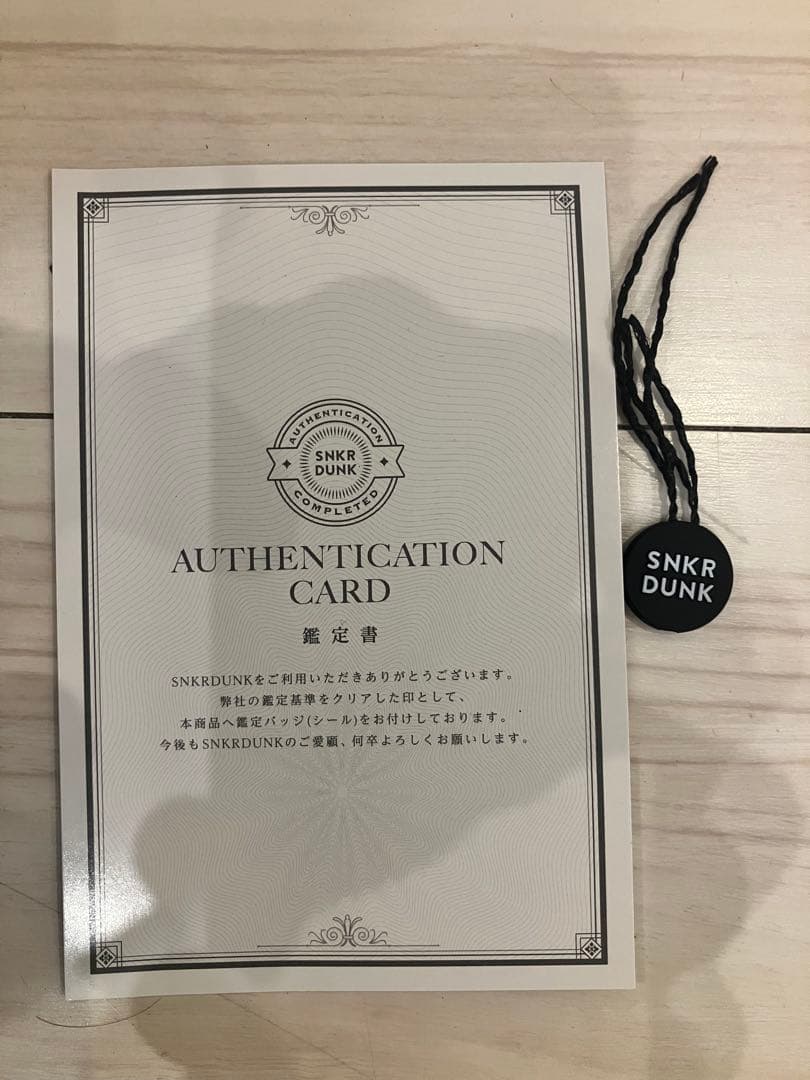 AUTHENTICATION
SNKR
DUNK
COMPLETED
AUTHENTICATION
CARD
鑑定書
SNKRDUNKをご利用いただきありがとうございます。
弊社の鑑定基準をクリアした印として、
本商品へ鑑定バッジ(シール)をお付けしております。
今後もSNKRDUNKのご愛顧、何卒よろしくお願いします。
SNKR
DUNK